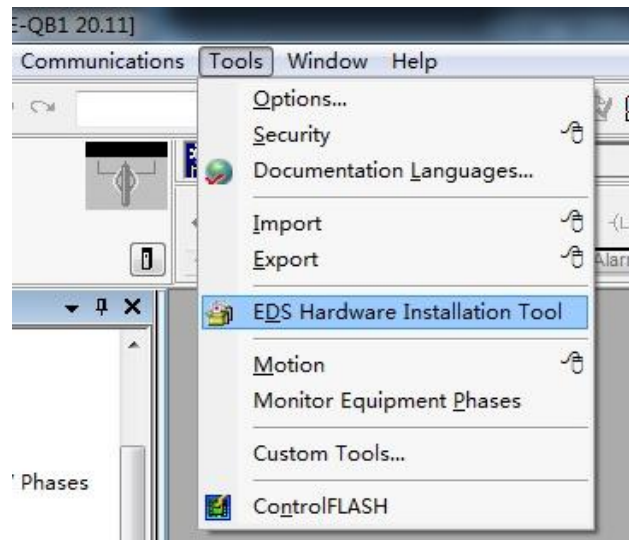 E-QB1 20.11]
Communications Tools Window Help
Options...
Security
Documentation Languages...
Import
Export
Alarm
EDS Hardware Installation Tool
Motion
Monitor Equipment Phases
Custom Tools...
Phases
ControlFLASH